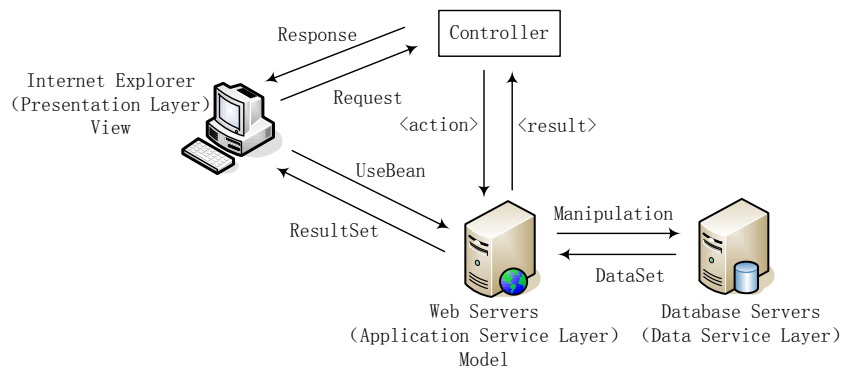 Response
Controller
Internet Explorer
(Presentation Layer)
View
Request
<action>
<result>
UseBean
ResultSet
Manipulation
DataSet
Web Servers
(Application Service Layer)
Model
Database Servers
(Data Service Layer)